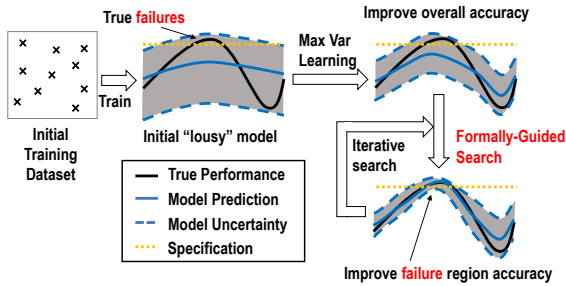 True failures
Improve overall accuracy
Max Var
Learning
Train
Initial
Training
Dataset
Initial “lousy” model
Iterative
search
Formally-Guided
Search
True Performance
Model Prediction
Model Uncertainty
Specification
Improve failure region accuracy